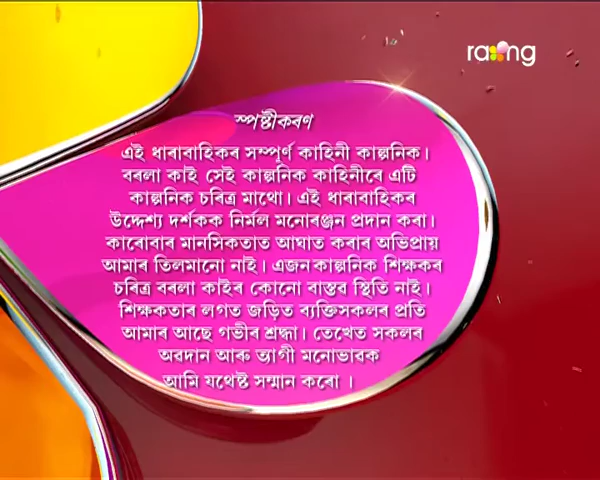 rang
স্পষ্টীকৰণ
এই ধাৰাবাহিকৰ সম্পূৰ্ণ কাহিনী কাল্পনিক।
বৰলা কাই সেই কাল্পনিক কাহিনীৰে এটি
কাল্পনিক চৰিত্ৰ মাথো। এই ধাৰাবাহিকৰ
উদ্দেশ্য দৰ্শকক নিৰ্মল মনোৰঞ্জন প্ৰদান কৰা।
কাৰোবাৰ মানসিকতাত আঘাত কৰাৰ অভিপ্ৰায়
আমাৰ তিলমানো নাই। এজন কাল্পনিক শিক্ষকৰ
চৰিত্ৰ বৰলা কাইৰ কোনো বাস্তৱ স্থিতি নাই।
শিক্ষকতাৰ লগত জড়িত ব্যক্তিসকলৰ প্ৰতি
আমাৰ আছে গভীৰ শ্ৰদ্ধা। তেখেত সকলৰ
অৱদান আৰু ত্যাগী মনোভাৱক
আমি যথেষ্ট সন্মান কৰো ।